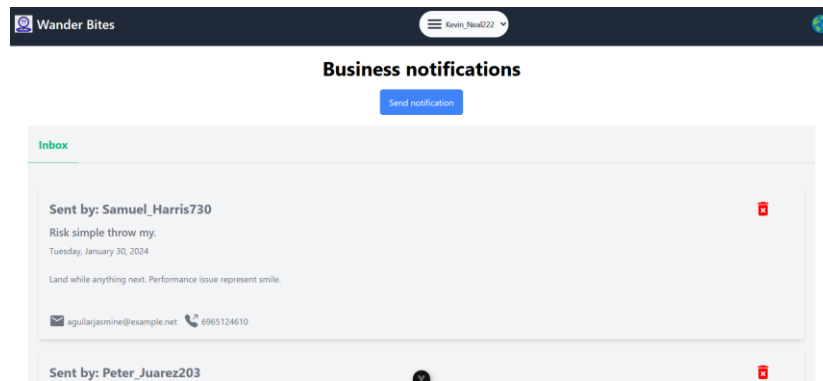 Wander Bites
Kevin_Neal222
Business notifications
Send notification
Inbox
Sent by: Samuel_Harris730
Risk simple throw my.
Tuesday, January 30, 2024
Land while anything next. Performance issue represent smile.
aguilarjasmine@example.net 6965124610
Sent by: Peter_Juarez203